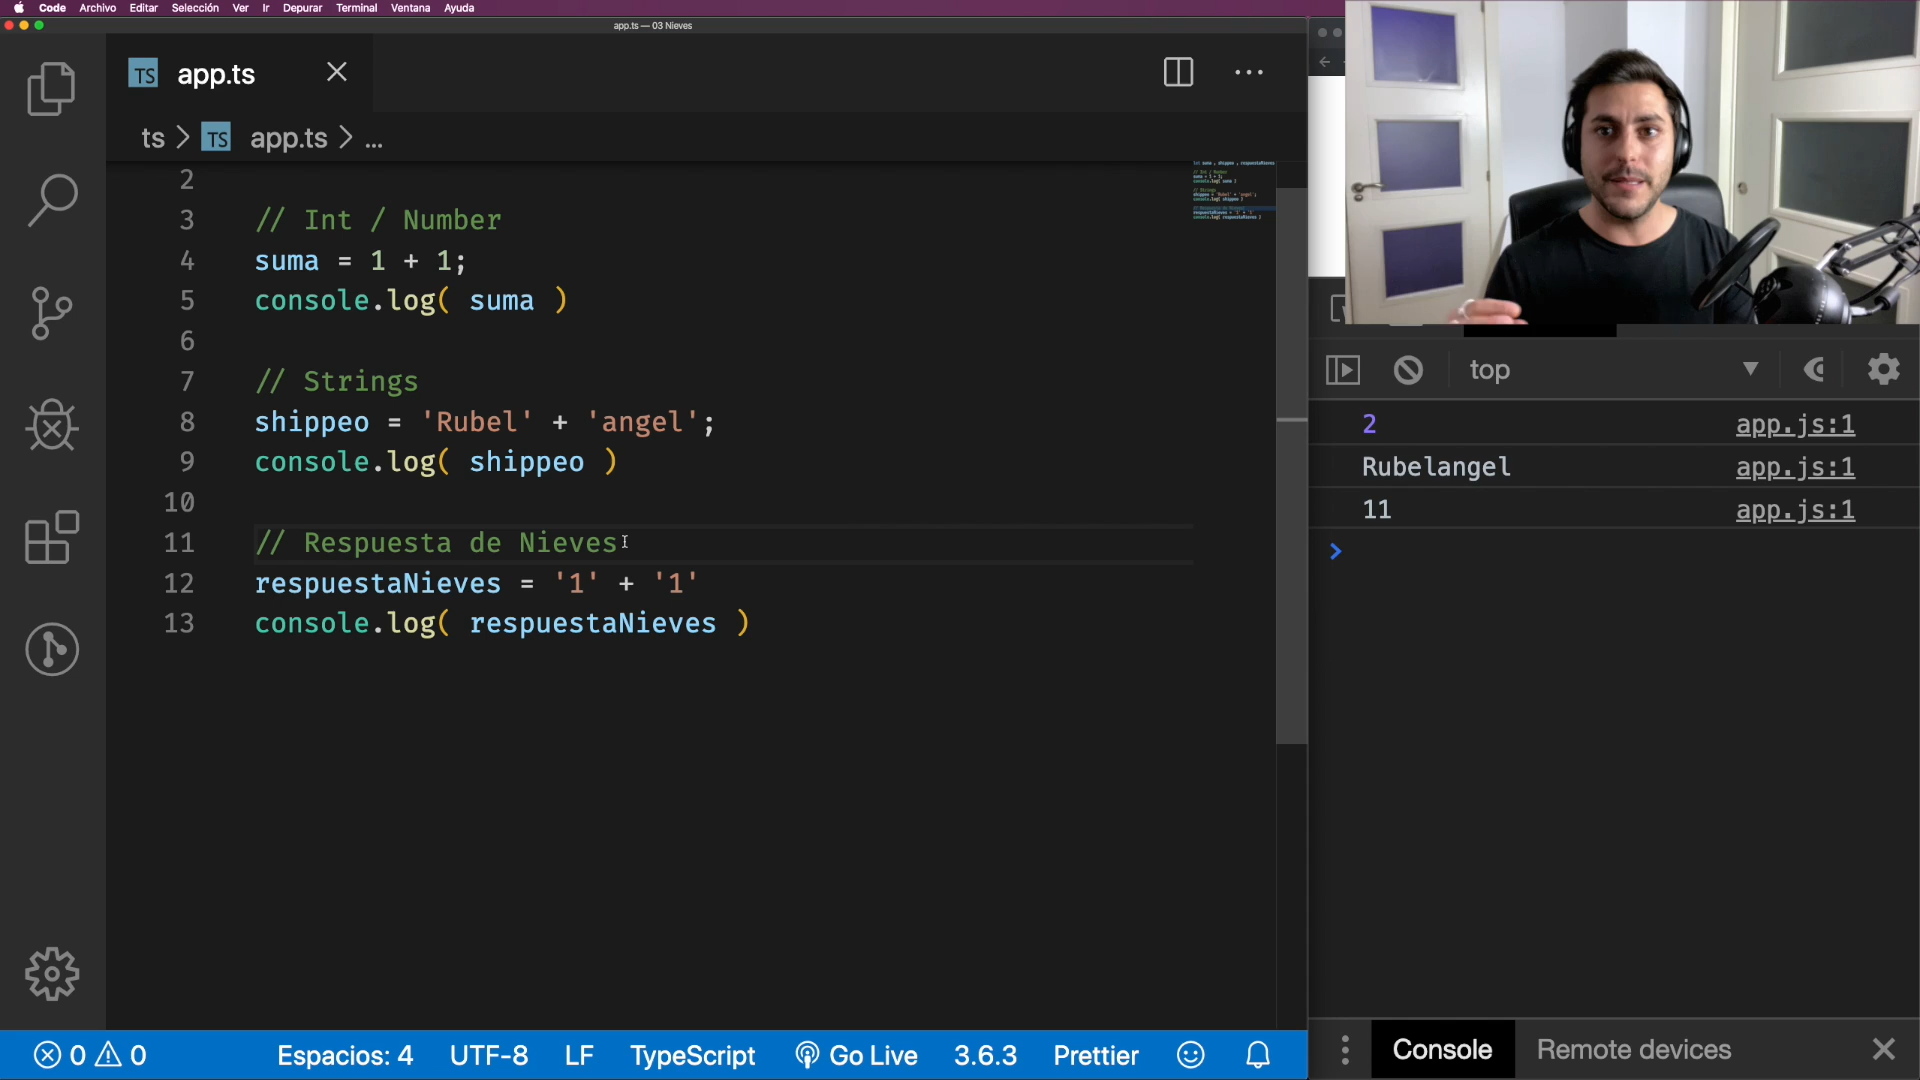 Code Archivo Editar Selección Ver Ir Depurar Terminal Ventana Ayuda
app.ts — 03 Nieves
TS app.ts
ts > TS app.ts > ...
2
3 // Int / Number
4 suma = 1 + 1;
5 console.log( suma )
6
7 // Strings
8 shippeo = 'Rubel' + 'angel';
9 console.log( shippeo )
10
11 // Respuesta de Nieves
12 respuestaNieves = '1' + '1'
13 console.log( respuestaNieves )
top
2 app.js:1
Rubelangel app.js:1
11 app.js:1
0 0 Espacios: 4 UTF-8 LF TypeScript Go Live 3.6.3 Prettier
Console Remote devices